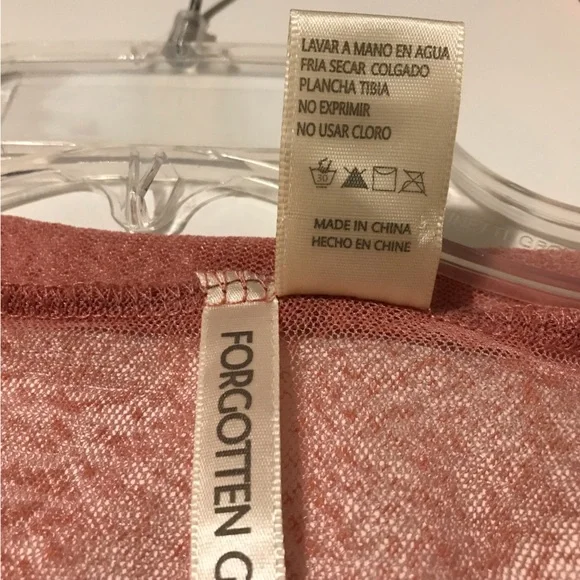 LAVAR A MANO EN AGUA
FRIA SECAR COLGADO
PLANCHA TIBIA
NO EXPRIMIR
NO USAR CLORO
30
MADE IN CHINA
HECHO EN CHINE
FORGOTTEN G